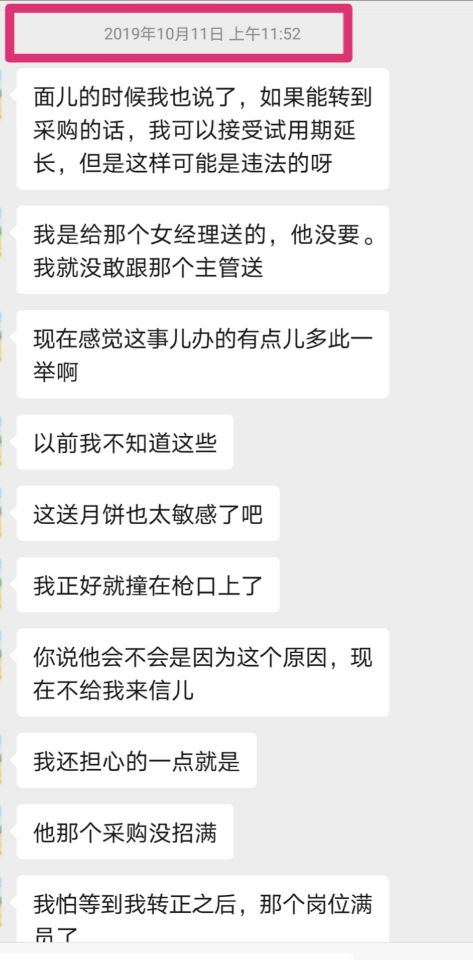 2019年10月11日 上午11:52
面儿的时候我也说了，如果能转到
采购的话，我可以接受试用期延
长，但是这样可能是违法的呀
我是给那个女经理送的，他没要。
我就没敢跟那个主管送
现在感觉这事儿办的有点儿多此一
举啊
以前我不知道这些
这送月饼也太敏感了吧
我正好就撞在枪口上了
你说他会不会是因为这个原因，现
在不给我来信儿
我还担心的一点就是
他那个采购没招满
我怕等到我转正之后，那个岗位满
员了